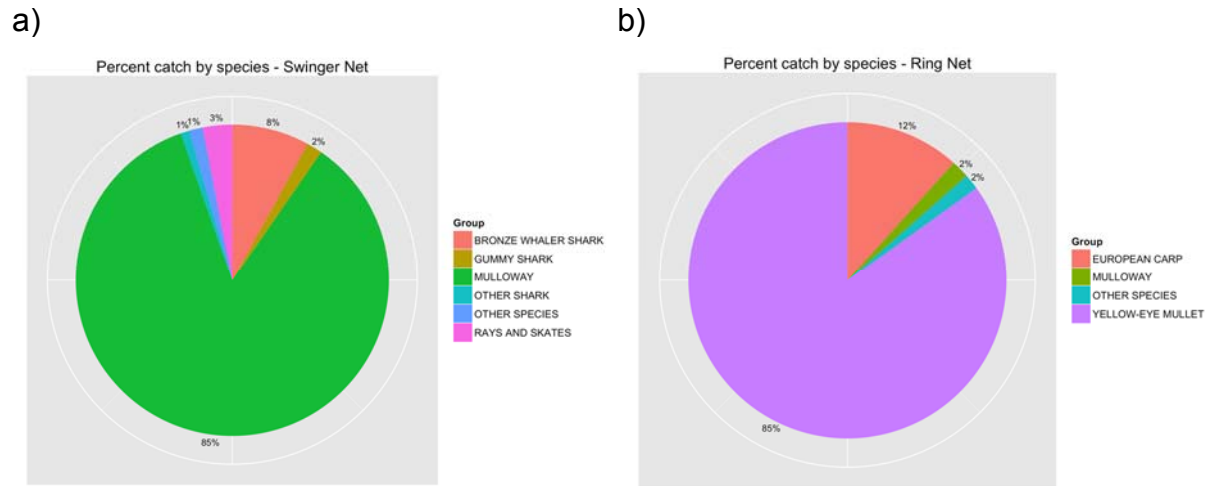 a)
Percent catch by species - Swinger Net
1%
1%
3%
8%
2%
85%
Group
BRONZE WHALER SHARK
GUMMY SHARK
MULLOWAY
OTHER SHARK
OTHER SPECIES
RAYS AND SKATES
b)
Percent catch by species - Ring Net
12%
2%
2%
85%
Group
EUROPEAN CARP
MULLOWAY
OTHER SPECIES
YELLOW-EYE MULLET